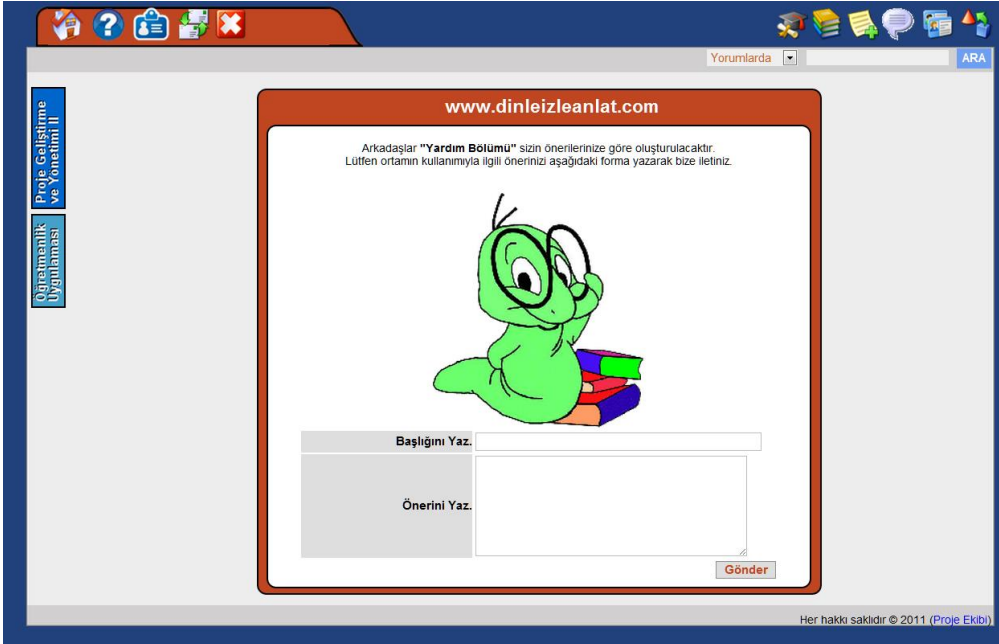 Yorumlarda
ARA
Proje Geliştirme
ve Yönetimi II
Öğretmenlik
Uygulaması
www.dinleizleanlat.com
Arkadaşlar "Yardım Bölümü" sizin önerilerinize göre oluşturulacaktır.
Lütfen ortamın kullanımıyla ilgili önerinizi aşağıdaki forma yazarak bize iletiniz.
Başlığını Yaz.
Önerini Yaz.
Gönder
Her hakkı saklıdır © 2011 (Proje Ekibi)